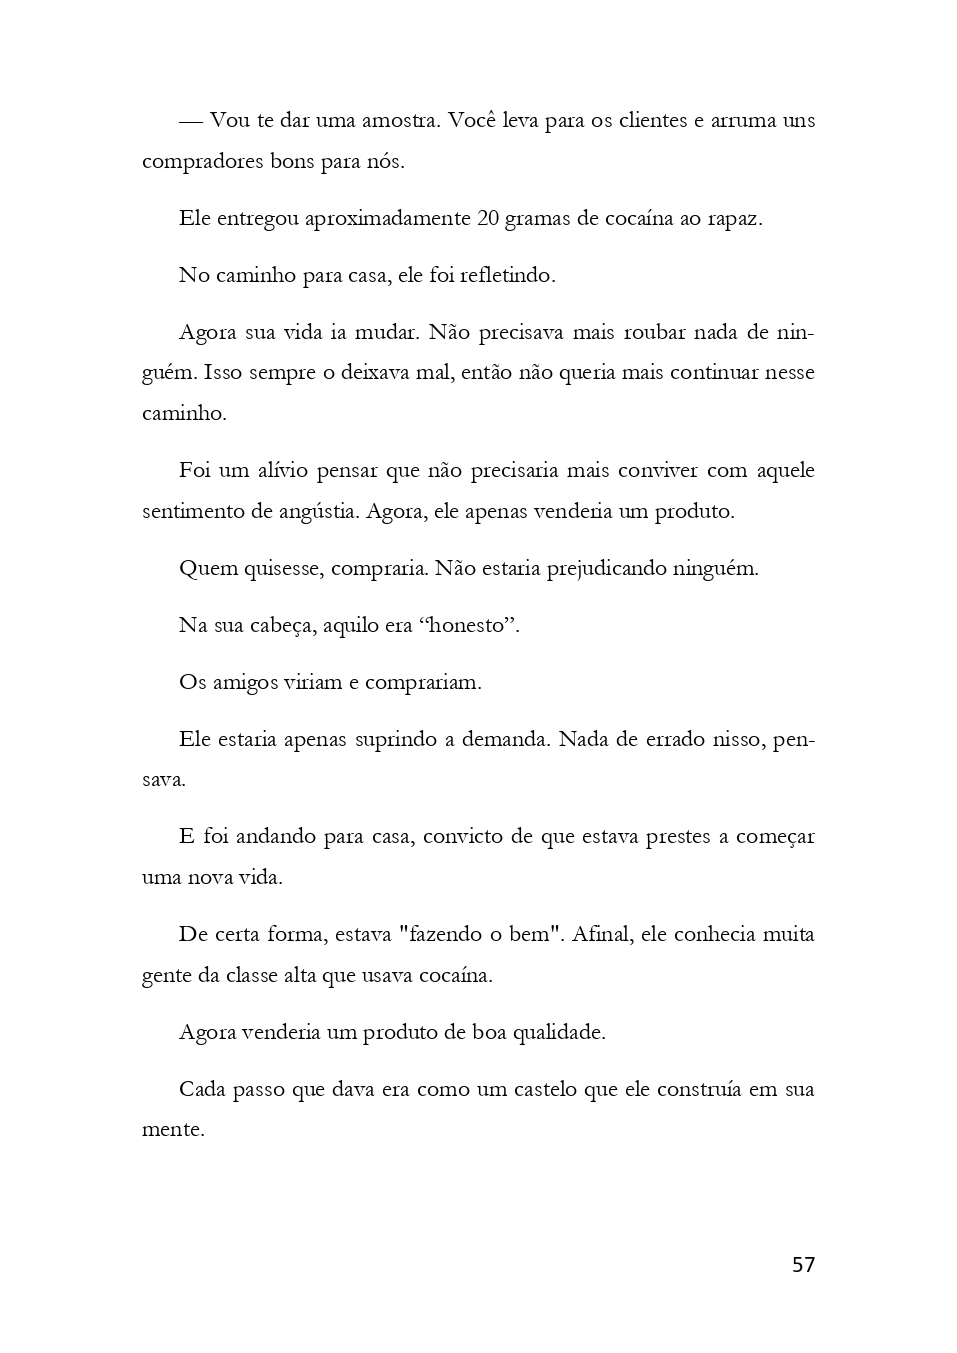 — Vou te dar uma amostra. Você leva para os clientes e arruma uns
compradores bons para nós.
Ele entregou aproximadamente 20 gramas de cocaína ao rapaz.
No caminho para casa, ele foi refletindo.
Agora sua vida ia mudar. Não precisava mais roubar nada de nin-
guém. Isso sempre o deixava mal, então não queria mais continuar nesse
caminho.
Foi um alívio pensar que não precisaria mais conviver com aquele
sentimento de angústia. Agora, ele apenas venderia um produto.
Quem quisesse, compraria. Não estaria prejudicando ninguém.
Na sua cabeça, aquilo era “honesto”.
Os amigos viriam e comprariam.
Ele estaria apenas suprindo a demanda. Nada de errado nisso, pen-
sava.
E foi andando para casa, convicto de que estava prestes a começar
uma nova vida.
De certa forma, estava "fazendo o bem". Afinal, ele conhecia muita
gente da classe alta que usava cocaína.
Agora venderia um produto de boa qualidade.
Cada passo que dava era como um castelo que ele construía em sua
mente.
57